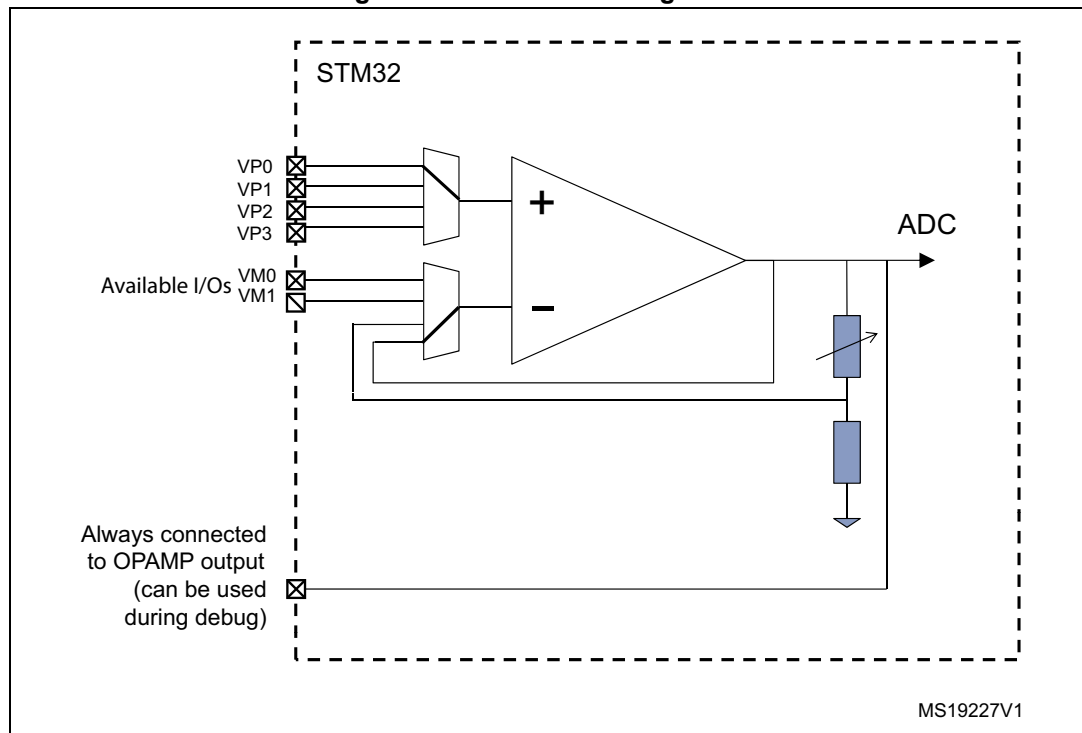 STM32
VP0
VP1
VP2
VP3
+
ADC
Available I/Os
VM0
VM1
–
Always connected
to OPAMP output
(can be used
during debug)
MS19227V1